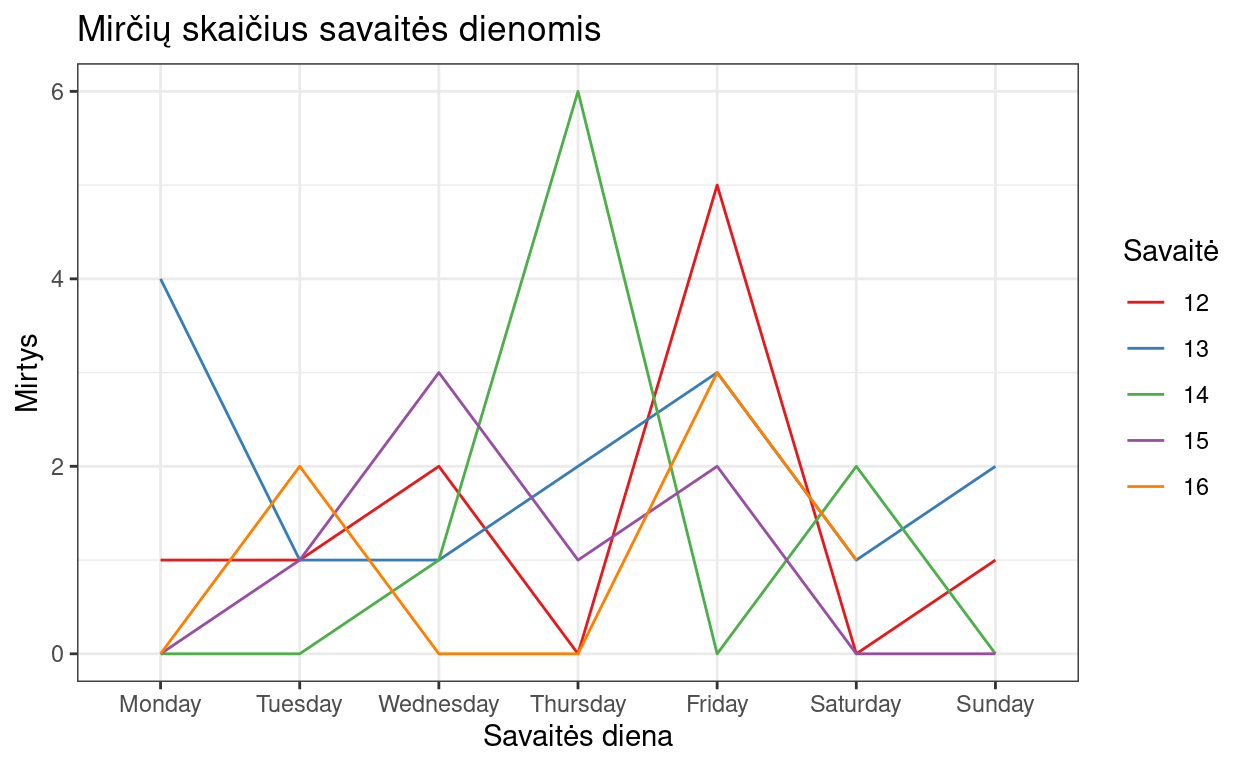 Mirčių skaičius savaitės dienomis
6
4
2
0
Mirtys
Monday Tuesday Wednesday Thursday Friday Saturday Sunday
Savaitės diena
Savaitė
12
13
14
15
16